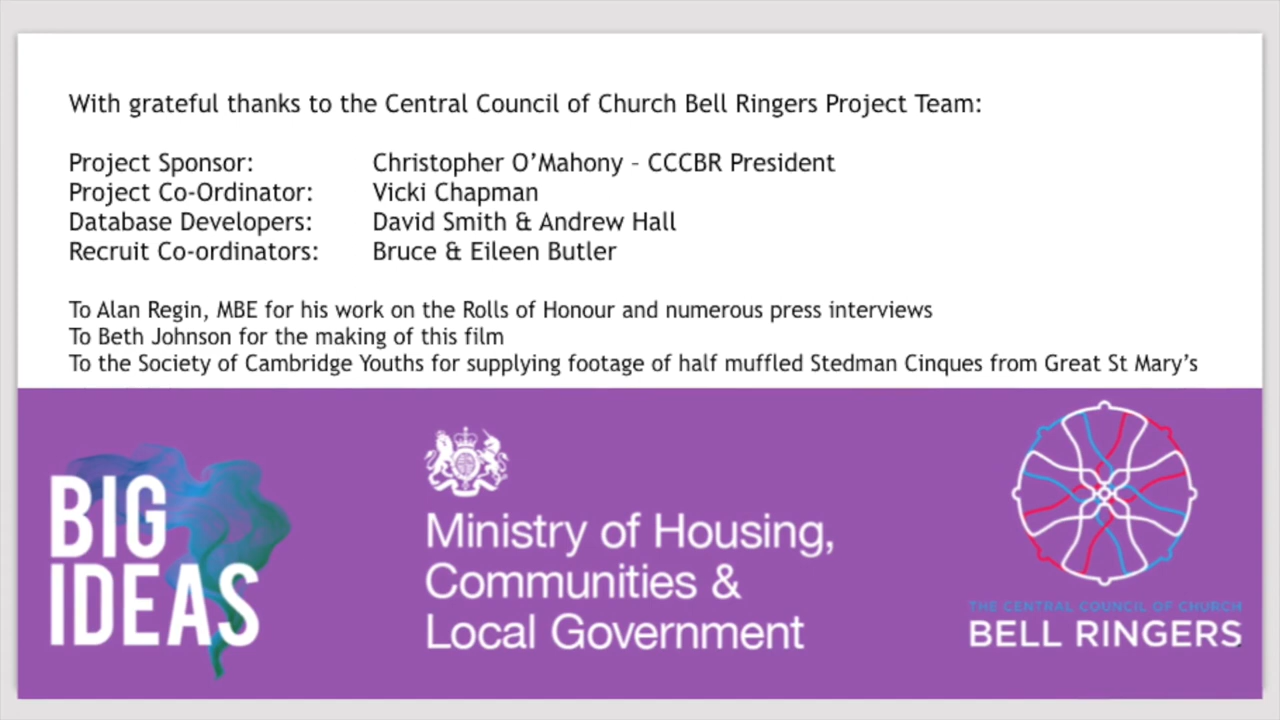 With grateful thanks to the Central Council of Church Bell Ringers Project Team:
Project Sponsor: Christopher O’Mahony – CCCBR President
Project Co-Ordinator: Vicki Chapman
Database Developers: David Smith & Andrew Hall
Recruit Co-ordinators: Bruce & Eileen Butler
To Alan Regin, MBE for his work on the Rolls of Honour and numerous press interviews
To Beth Johnson for the making of this film
To the Society of Cambridge Youths for supplying footage of half muffled Stedman Cinques from Great St Mary’s
BIG
IDEAS
Ministry of Housing,
Communities &
Local Government
THE CENTRAL COUNCIL OF CHURCH
BELL RINGERS